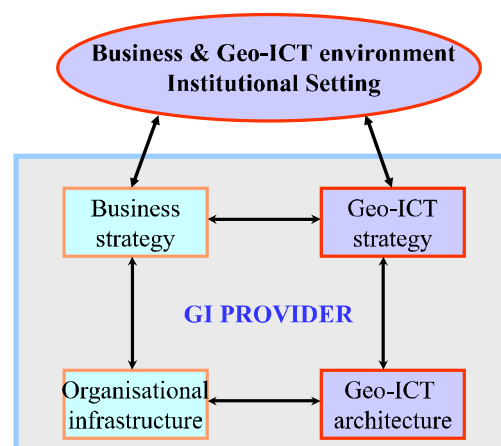 Business & Geo-ICT environment
Institutional Setting
Business
strategy
Geo-ICT
strategy
GI PROVIDER
Organisational
infrastructure
Geo-ICT
architecture